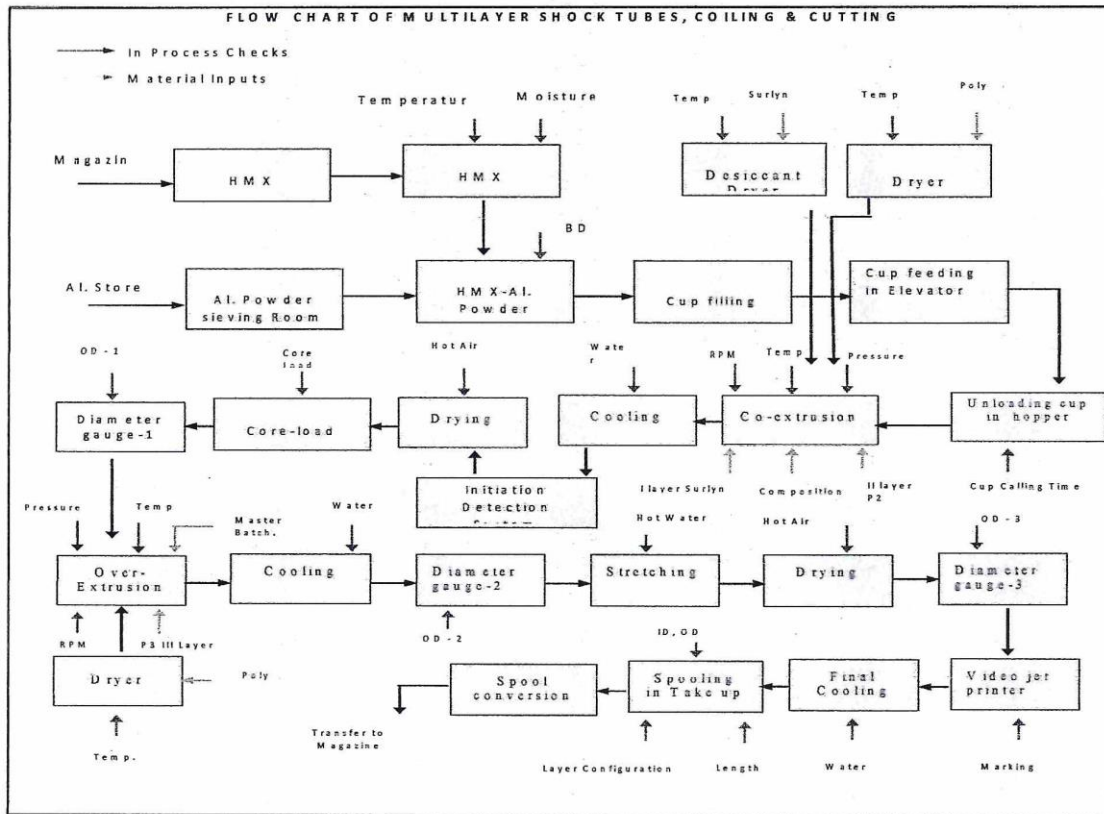 FLOW CHART OF MULTILAYER SHOCK TUBES, COILING & CUTTING
In Process Checks
Material Inputs
Temperatur
Moisture
Temp
Surlyn
Temp
Poly
Magazin
HMX
HMX
Desiccant
Dryer
Dryer
BD
Al. Store
Al. Powder
sieving Room
HMX-Al.
Powder
Cup filling
Cup feeding
in Elevator
OD-1
Core
load
Hot Air
Wate
r
RPM
Temp
Pressure
Diameter
gauge-1
Core-load
Drying
Cooling
Co-extrusion
Unloading cup
in hopper
Initiation
Detection
I layer Surlyn
Composition
II layer
P2
Cup Calling Time
Pressure
Temp
Master
Batch.
Water
Hot Water
Hot Air
OD-3
Over-
Extrusion
Cooling
Diameter
gauge-2
Stretching
Drying
Diameter
gauge-3
RPM
P3 III Layer
OD-2
ID, OD
Dryer
Poly
Spool
conversion
Spooling
in Take up
Final
Cooling
Video jet
printer
Transfer to
Magazine
Temp.
Layer Configuration
Length
Water
Marking